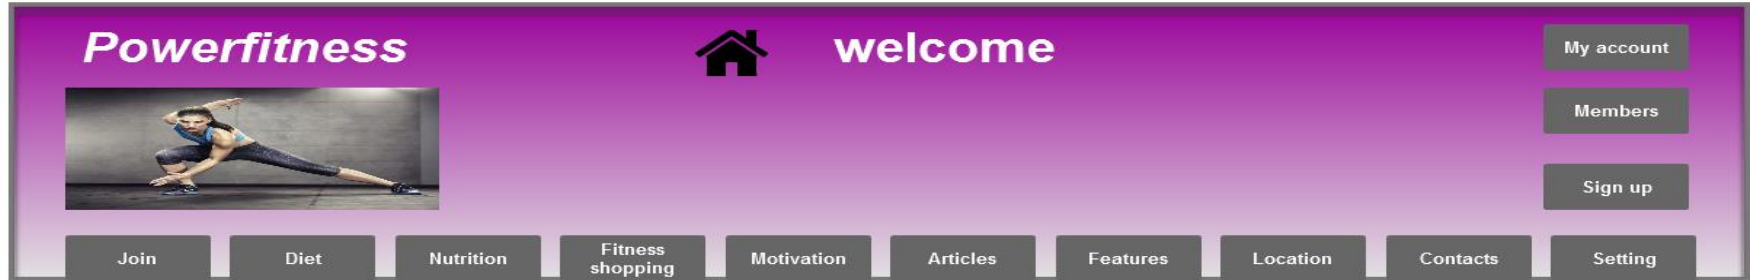 Powerfitness
welcome
My account
Members
Sign up
Join
Diet
Nutrition
Fitness
shopping
Motivation
Articles
Features
Location
Contacts
Setting